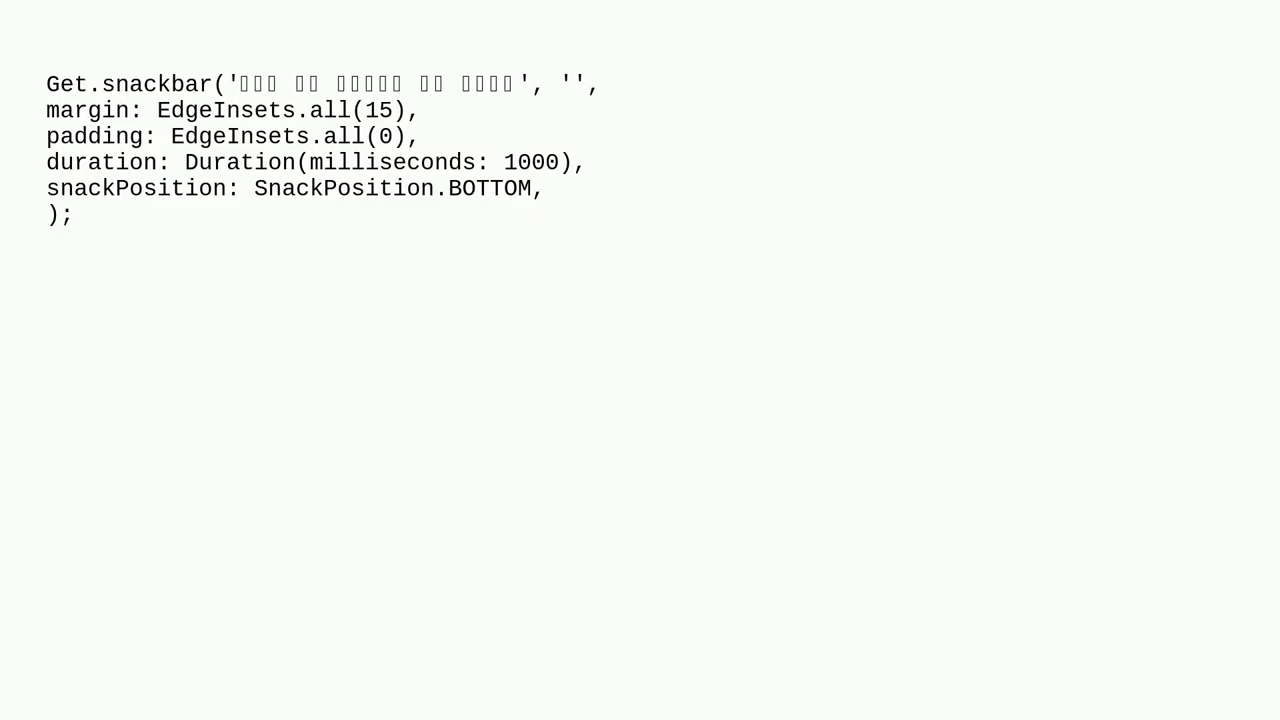 Get.snackbar('▯▯▯ ▯▯ ▯▯▯▯▯ ▯▯ ▯▯▯▯', '',
margin: EdgeInsets.all(15),
padding: EdgeInsets.all(0),
duration: Duration(milliseconds: 1000),
snackPosition: SnackPosition.BOTTOM,
);